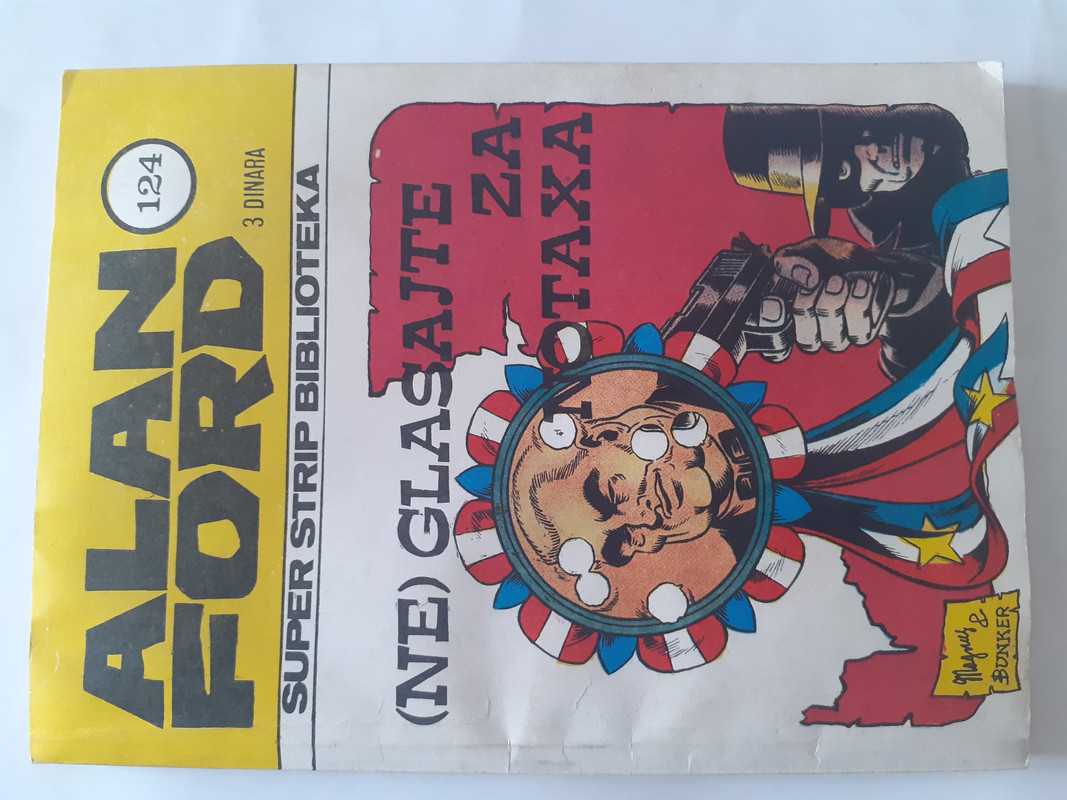 ALAN
FORD
124
3 DINARA
SUPER STRIP BIBLIOTEKA
(NE) GLASAJTE
ZA
NOTAXA
Magnus &
BUNKER